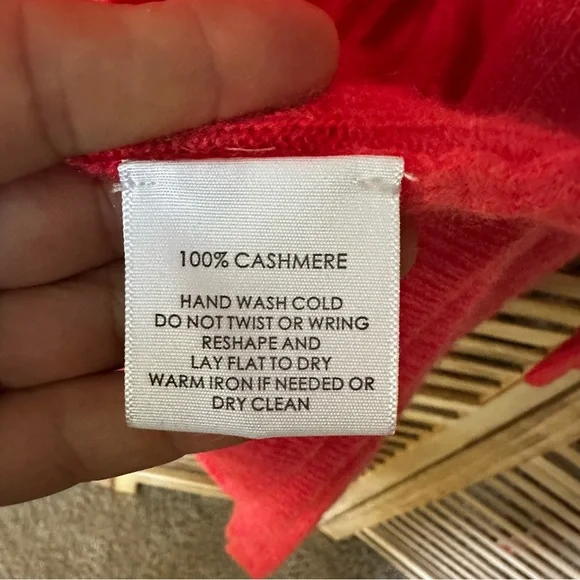 100% CASHMERE
HAND WASH COLD
DO NOT TWIST OR WRING
RESHAPE AND
LAY FLAT TO DRY
WARM IRON IF NEEDED OR
DRY CLEAN